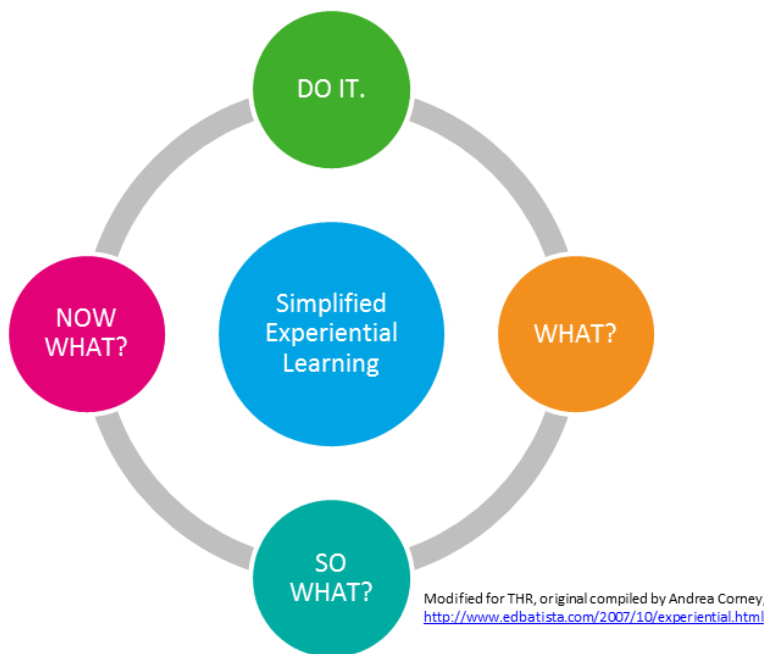 DO IT.
NOW
WHAT?
Simplified
Experiential
Learning
WHAT?
SO
WHAT?
Modified for THR, original compiled by Andrea Corney,
http://www.edbatista.com/2007/10/experiential.html